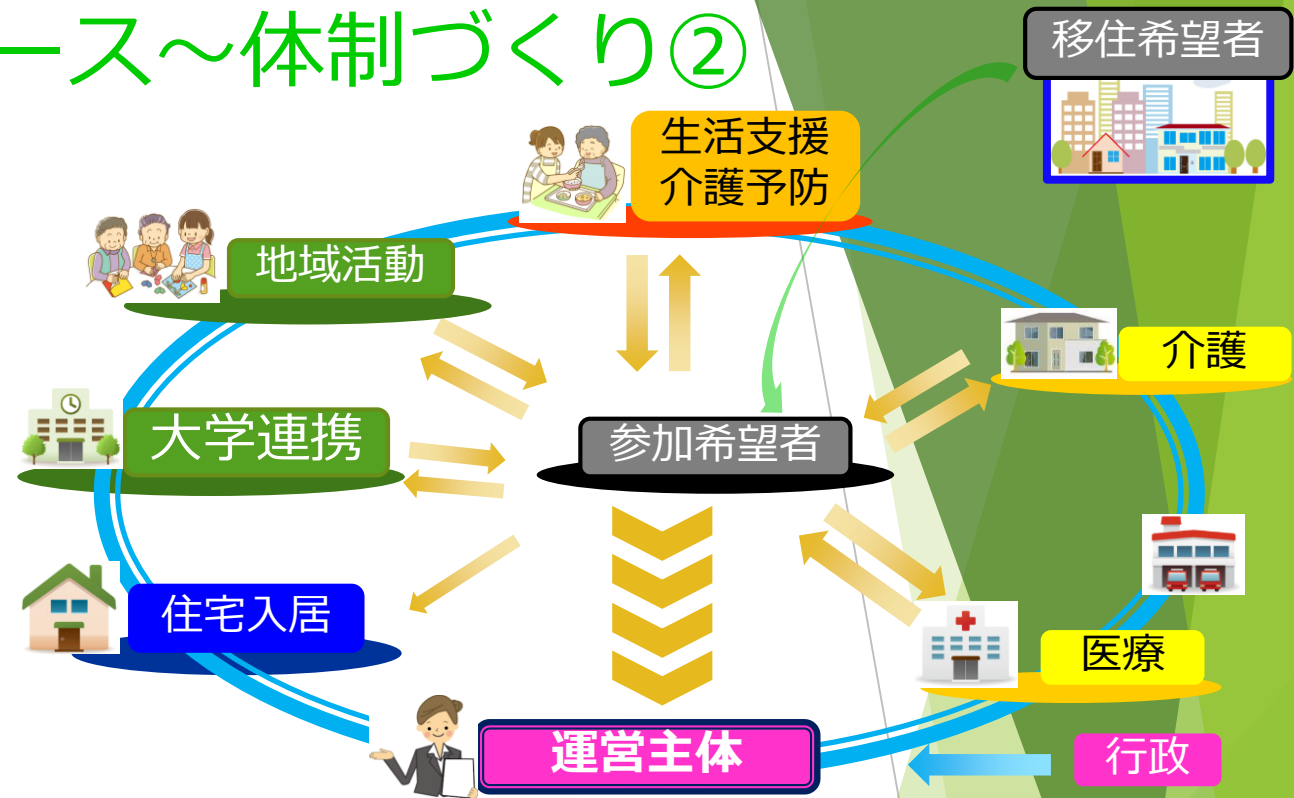 ース～体制づくり②
移住希望者
生活支援
介護予防
地域活動
介護
大学連携
参加希望者
住宅入居
医療
運営主体
行政